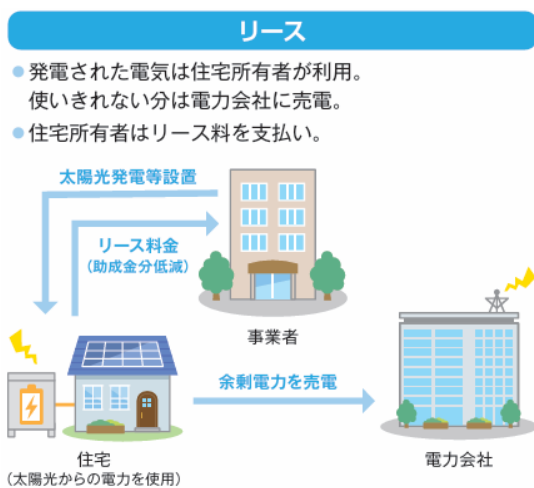 リース
発電された電気は住宅所有者が利用。
使いきれない分は電力会社に売電。
住宅所有者はリース料を支払い。
太陽光発電等設置
リース料金
（助成金分低減）
事業者
余剰電力を売電
住宅
（太陽光からの電力を使用）
電力会社